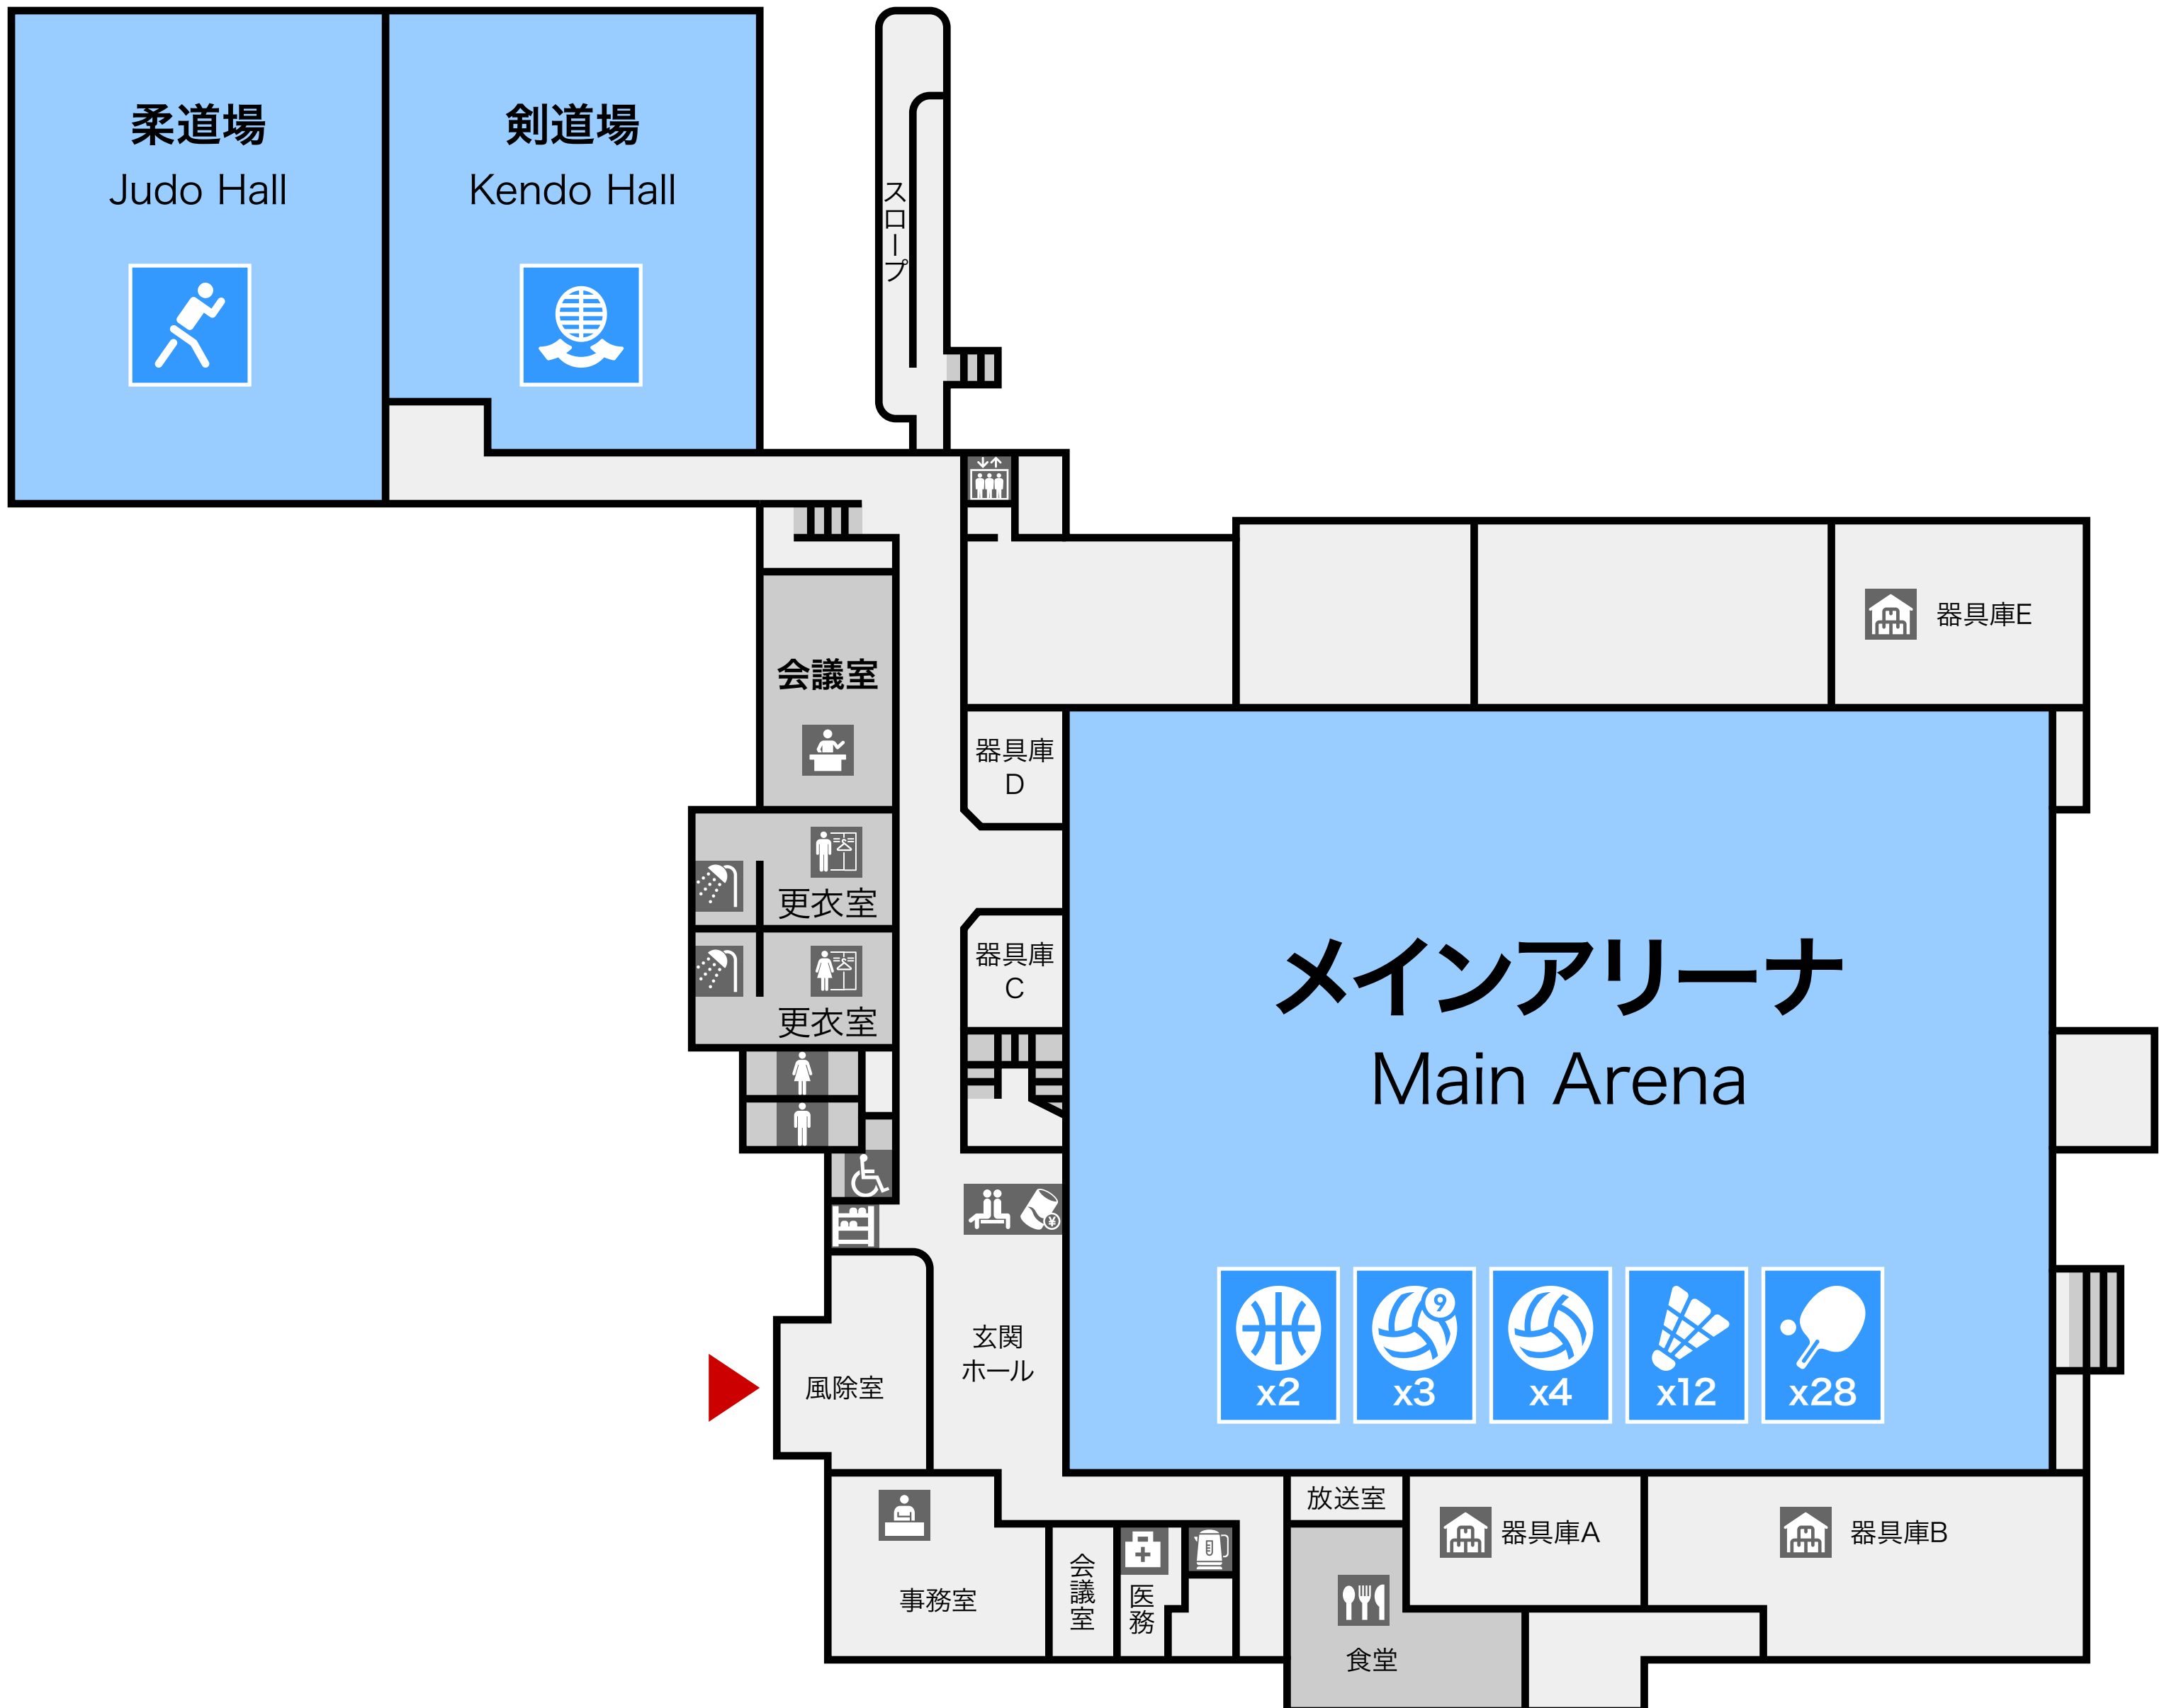 柔道場
Judo Hall
剣道場
Kendo Hall
スロープ
器具庫E
会議室
器具庫
D
更衣室
器具庫
C
更衣室
メインアリーナ
Main Arena
¥
9
x2
x3
x4
x12
x28
玄関
ホール
風除室
放送室
器具庫A
器具庫B
事務室
会議室
医務
食堂